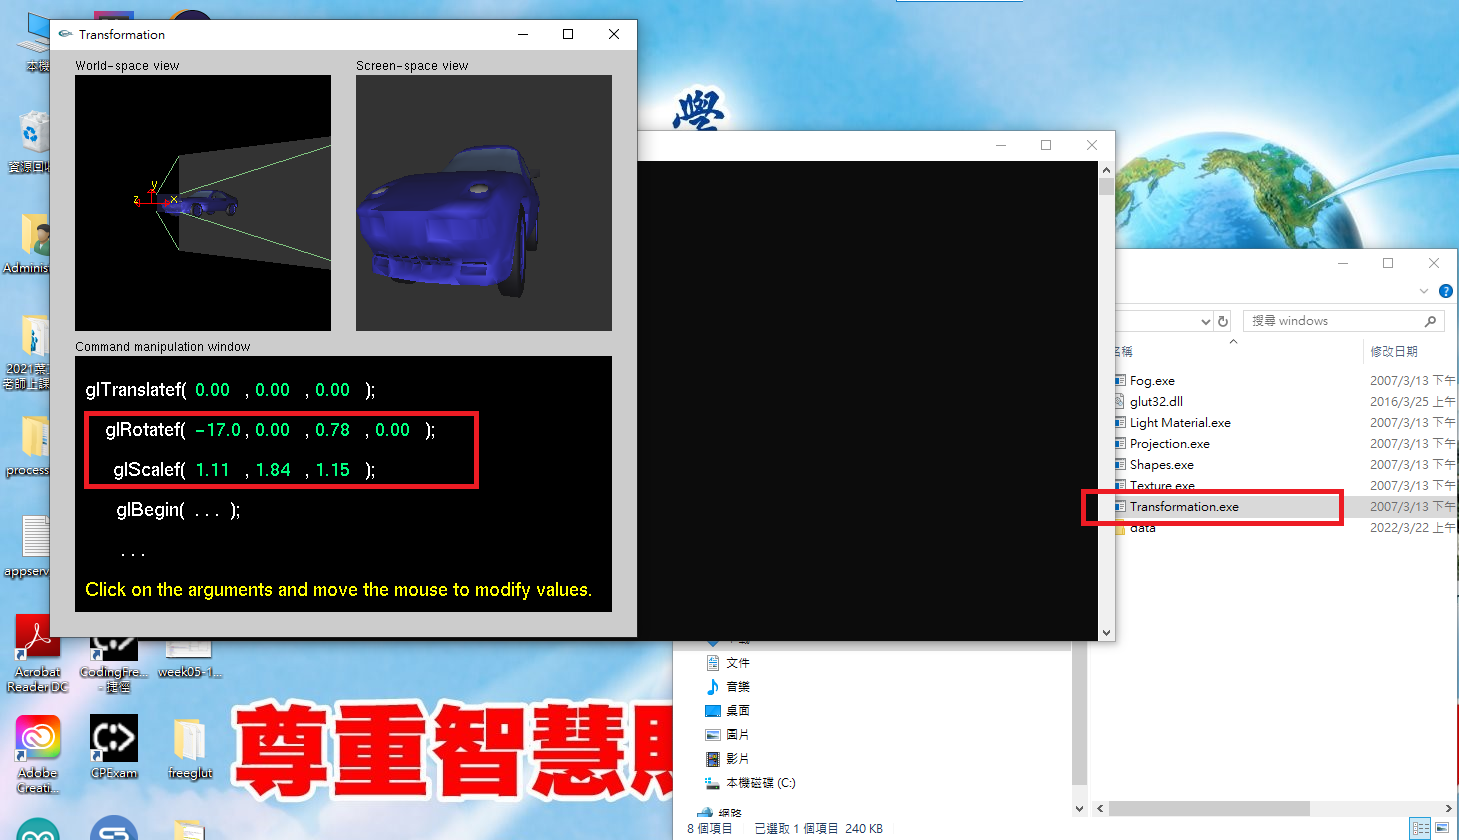 Transformation
World-space view
Screen-space view
y
z
x
Command manipulation window
glTranslatef( 0.00 , 0.00 , 0.00 );
glRotatef( -17.0 , 0.00 , 0.78 , 0.00 );
glScalef( 1.11 , 1.84 , 1.15 );
glBegin( . . . );
. . .
Click on the arguments and move the mouse to modify values.
本機
資源回收
Administ
2021葉
老師上課
process
appserv
Acrobat
Reader DC
CodingFre...
- 捷徑
week05-1...
Adobe
Creati...
CPExam
freeglut
學
尊重智慧財
搜尋 windows
名稱
修改日期
Fog.exe 2007/3/13 下午
glut32.dll 2016/3/25 上午
Light Material.exe 2007/3/13 下午
Projection.exe 2007/3/13 下午
Shapes.exe 2007/3/13 下午
Texture.exe 2007/3/13 下午
Transformation.exe 2007/3/13 下午
data 2022/3/22 上午
下載
文件
音樂
桌面
圖片
影片
本機磁碟 (C:)
網路
8 個項目 已選取 1 個項目 240 KB